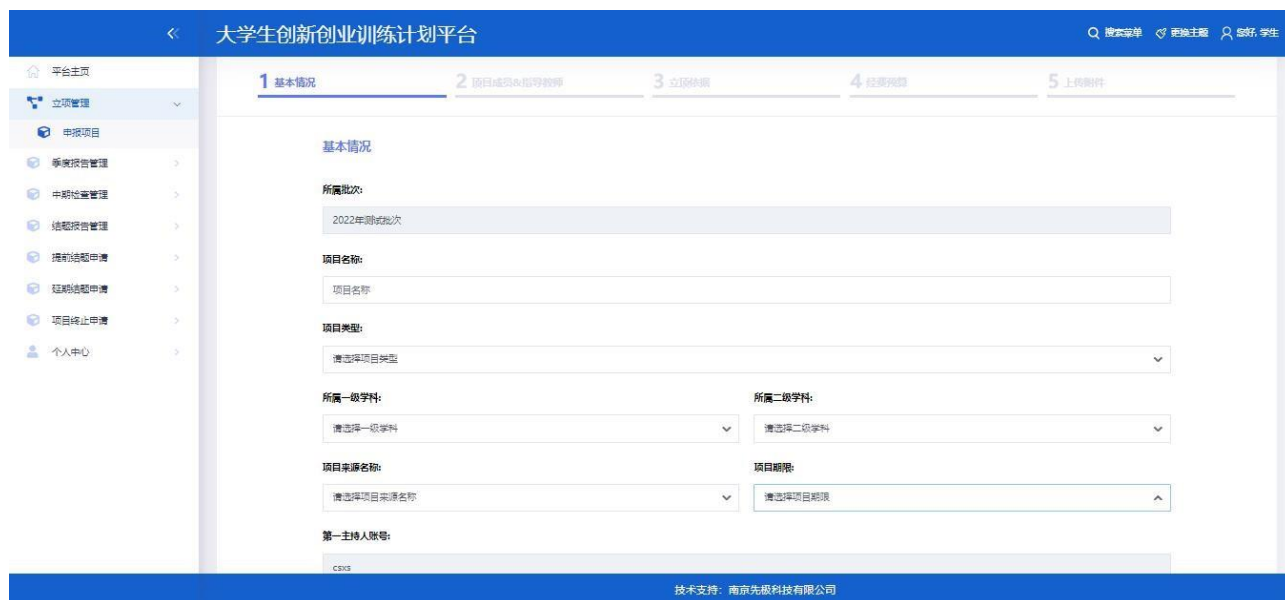 大学生创新创业训练计划平台
搜索菜单 更换主题 您好, 学生
平台主页
立项管理
申报项目
季度报告管理
中期检查管理
结题报告管理
提前结题申请
延期结题申请
项目终止申请
个人中心
1 基本情况 2 项目成员&指导教师 3 立项依据 4 经费预算 5 上传附件
基本情况
所属批次:
2022年测试批次
项目名称:
项目名称
项目类型:
请选择项目类型
所属一级学科: 所属二级学科:
请选择一级学科 请选择二级学科
项目来源名称: 项目期限:
请选择项目来源名称 请选择项目期限
第一主持人账号:
csxs
技术支持: 南京先极科技有限公司